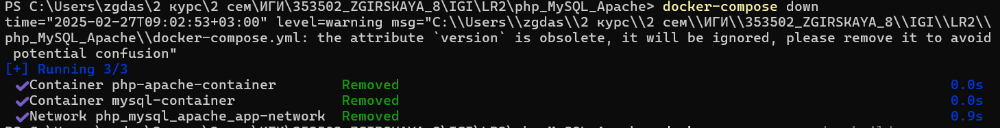 PS C:\Users\zgdas\2 курс\2 сем\ИГИ\353502_ZGIRSKAYA_8\IGI\LR2\php_MySQL_Apache> docker-compose down
time="2025-02-27T09:02:53+03:00" level=warning msg="C:\\Users\\zgdas\\2 курс\\2 сем\\ИГИ\\353502_ZGIRSKAYA_8\\IGI\\LR2\\
php_MySQL_Apache\\docker-compose.yml: the attribute `version` is obsolete, it will be ignored, please remove it to avoid
potential confusion"
[+] Running 3/3
✔Container php-apache-container Removed 0.0s
✔Container mysql-container Removed 0.0s
✔Network php_mysql_apache_app-network Removed 0.9s